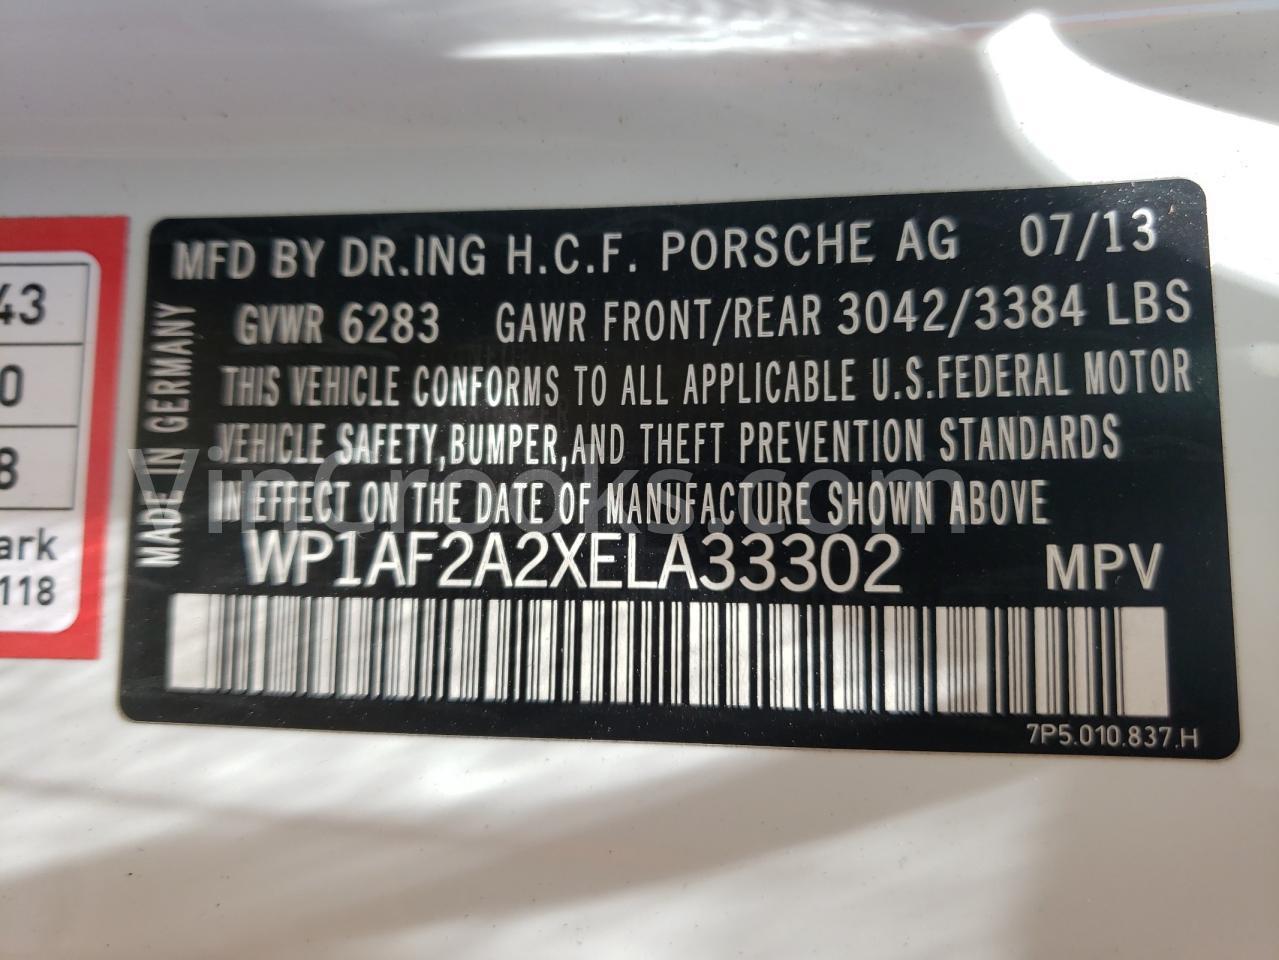 MFD BY DR.ING H.C.F. PORSCHE AG 07/13
GVWR 6283 GAWR FRONT/REAR 3042/3384 LBS
THIS VEHICLE CONFORMS TO ALL APPLICABLE U.S.FEDERAL MOTOR
VEHICLE SAFETY,BUMPER,AND THEFT PREVENTION STANDARDS
IN EFFECT ON THE DATE OF MANUFACTURE SHOWN ABOVE
WP1AF2A2XELA33302 MPV
7P5.010.837.H
MADE IN GERMANY
43
0
8
ark
118
VinCrooks.com